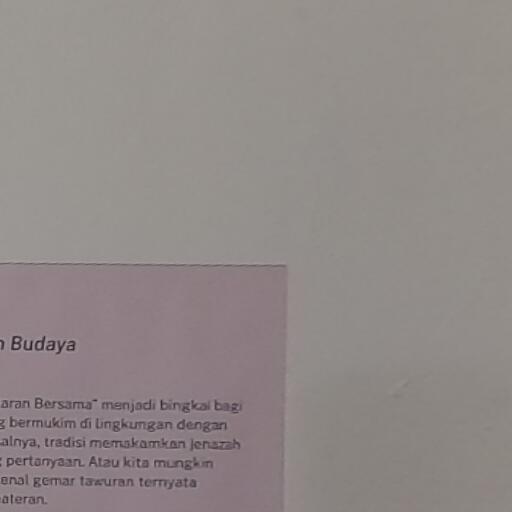 n Budaya
aran Bersama" menjadi bingkai bagi
g bermukim di lingkungan dengan
alnya, tradisi memakamkan jenazah
g pertanyaan. Atau kita mungkin
enal gemar tawuran ternyata
ateran.